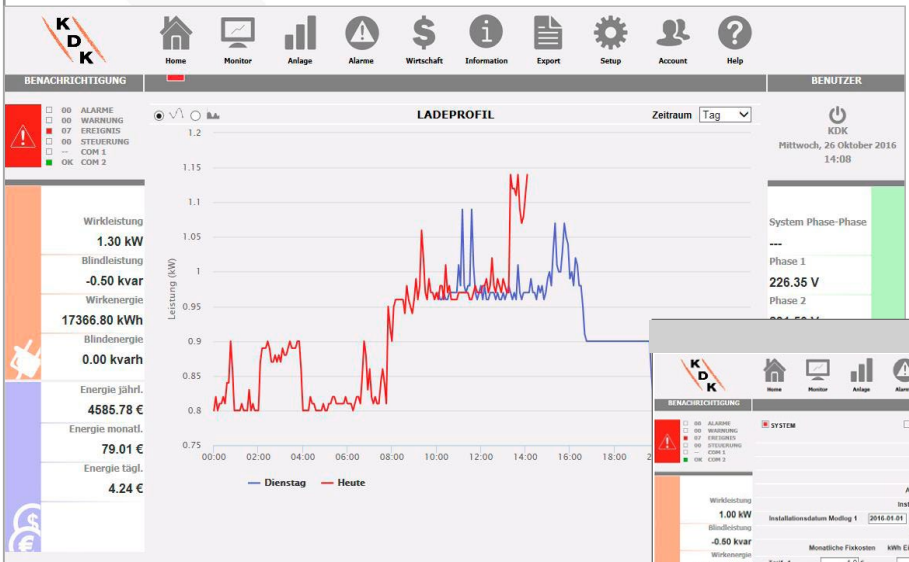 K
D
K
Home Monitor Anlage Alarme Wirtschaft Information Export Setup Account Help
BENACHRICHTIGUNG
BENUTZER
00 ALARME
00 WARNUNG
07 EREIGNIS
00 STEUERUNG
-- COM 1
OK COM 2
LADEPROFIL
Zeitraum Tag
KDK
Mittwoch, 26 Oktober 2016
14:08
Wirkleistung
1.30 kW
Blindleistung
-0.50 kvar
Wirkenergie
17366.80 kWh
Blindenergie
0.00 kvarh
Energie jährl.
4585.78 €
Energie monatl.
79.01 €
Energie tägl.
4.24 €
$
€
Leistung (kW)
1.2
1.15
1.1
1.05
1
0.95
0.9
0.85
0.8
0.75
00:00 02:00 04:00 06:00 08:00 10:00 12:00 14:00 16:00 18:00 2
Dienstag Heute
System Phase-Phase
---
Phase 1
226.35 V
Phase 2
K
D
K
Home Monitor Anlage Alarm
BENACHRICHTIGUNG
00 ALARME
00 WARNUNG
07 EREIGNIS
00 STEUERUNG
-- COM 1
OK COM 2
SYSTEM
A
Inst
Installationsdatum Modlog 1 2016-01-01
Monatliche Fixkosten kWh Ei
Wirkleistung
1.00 kW
Blindleistung
-0.60 kvar
Wirkenergie